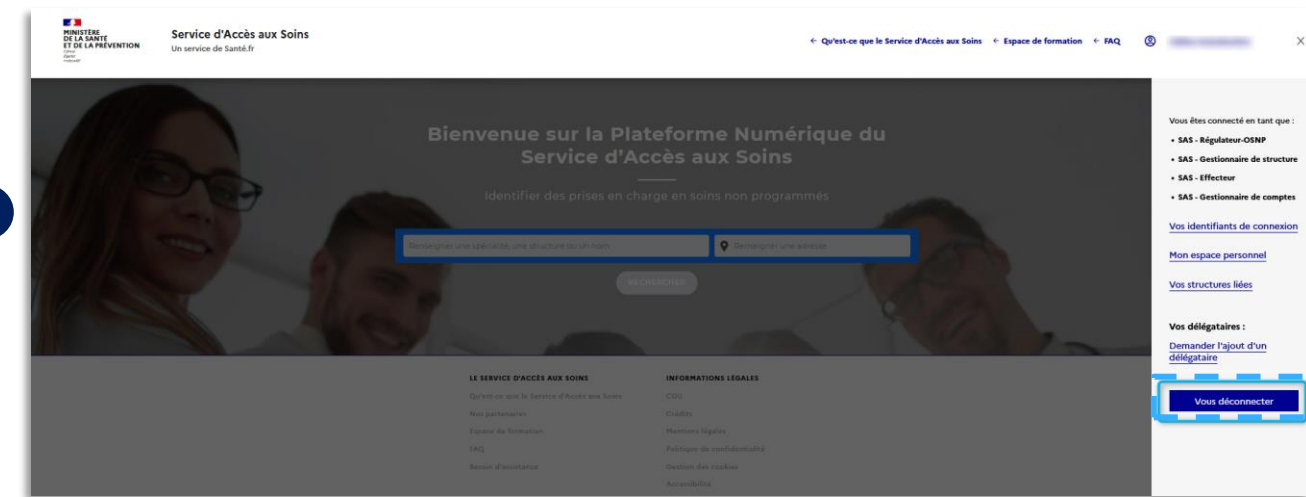 MINISTÈRE
DE LA SANTÉ
ET DE LA PRÉVENTION
Liberté
Égalité
Fraternité
Service d'Accès aux Soins
Un service de Santé.fr
← Qu'est-ce que le Service d'Accès aux Soins ← Espace de formation ← FAQ
Bienvenue sur la Plateforme Numérique du
Service d'Accès aux Soins
Identifier des prises en charge en soins non programmés
Renseigner une spécialité, une structure ou un nom
Renseigner une adresse
RECHERCHER
Vous êtes connecté en tant que :
• SAS - Régulateur-OSNP
• SAS - Gestionnaire de structure
• SAS - Effecteur
• SAS - Gestionnaire de comptes
Vos identifiants de connexion
Mon espace personnel
Vos structures liées
Vos délégataires :
Demander l'ajout d'un
délégataire
Vous déconnecter
LE SERVICE D'ACCÈS AUX SOINS
Qu'est-ce que le Service d'Accès aux Soins
Nos partenaires
Espace de formation
FAQ
Besoin d'assistance
INFORMATIONS LÉGALES
CGU
Crédits
Mentions légales
Politique de confidentialité
Gestion des cookies
Accessibilité